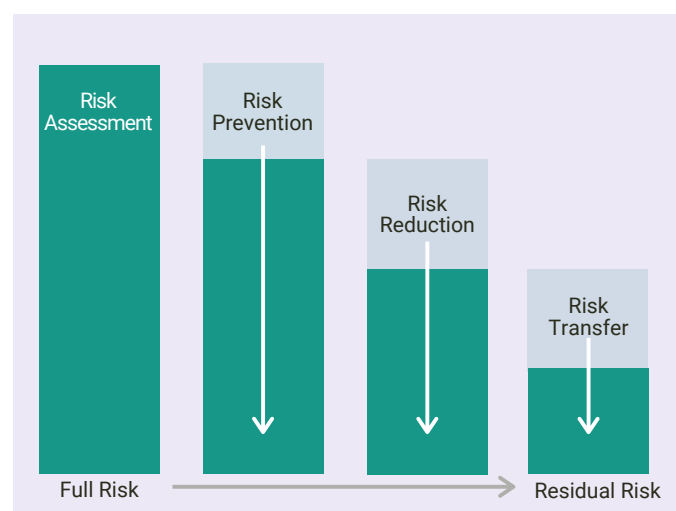 Risk
Assessment
Risk
Prevention
Risk
Reduction
Risk
Transfer
Full Risk
Residual Risk